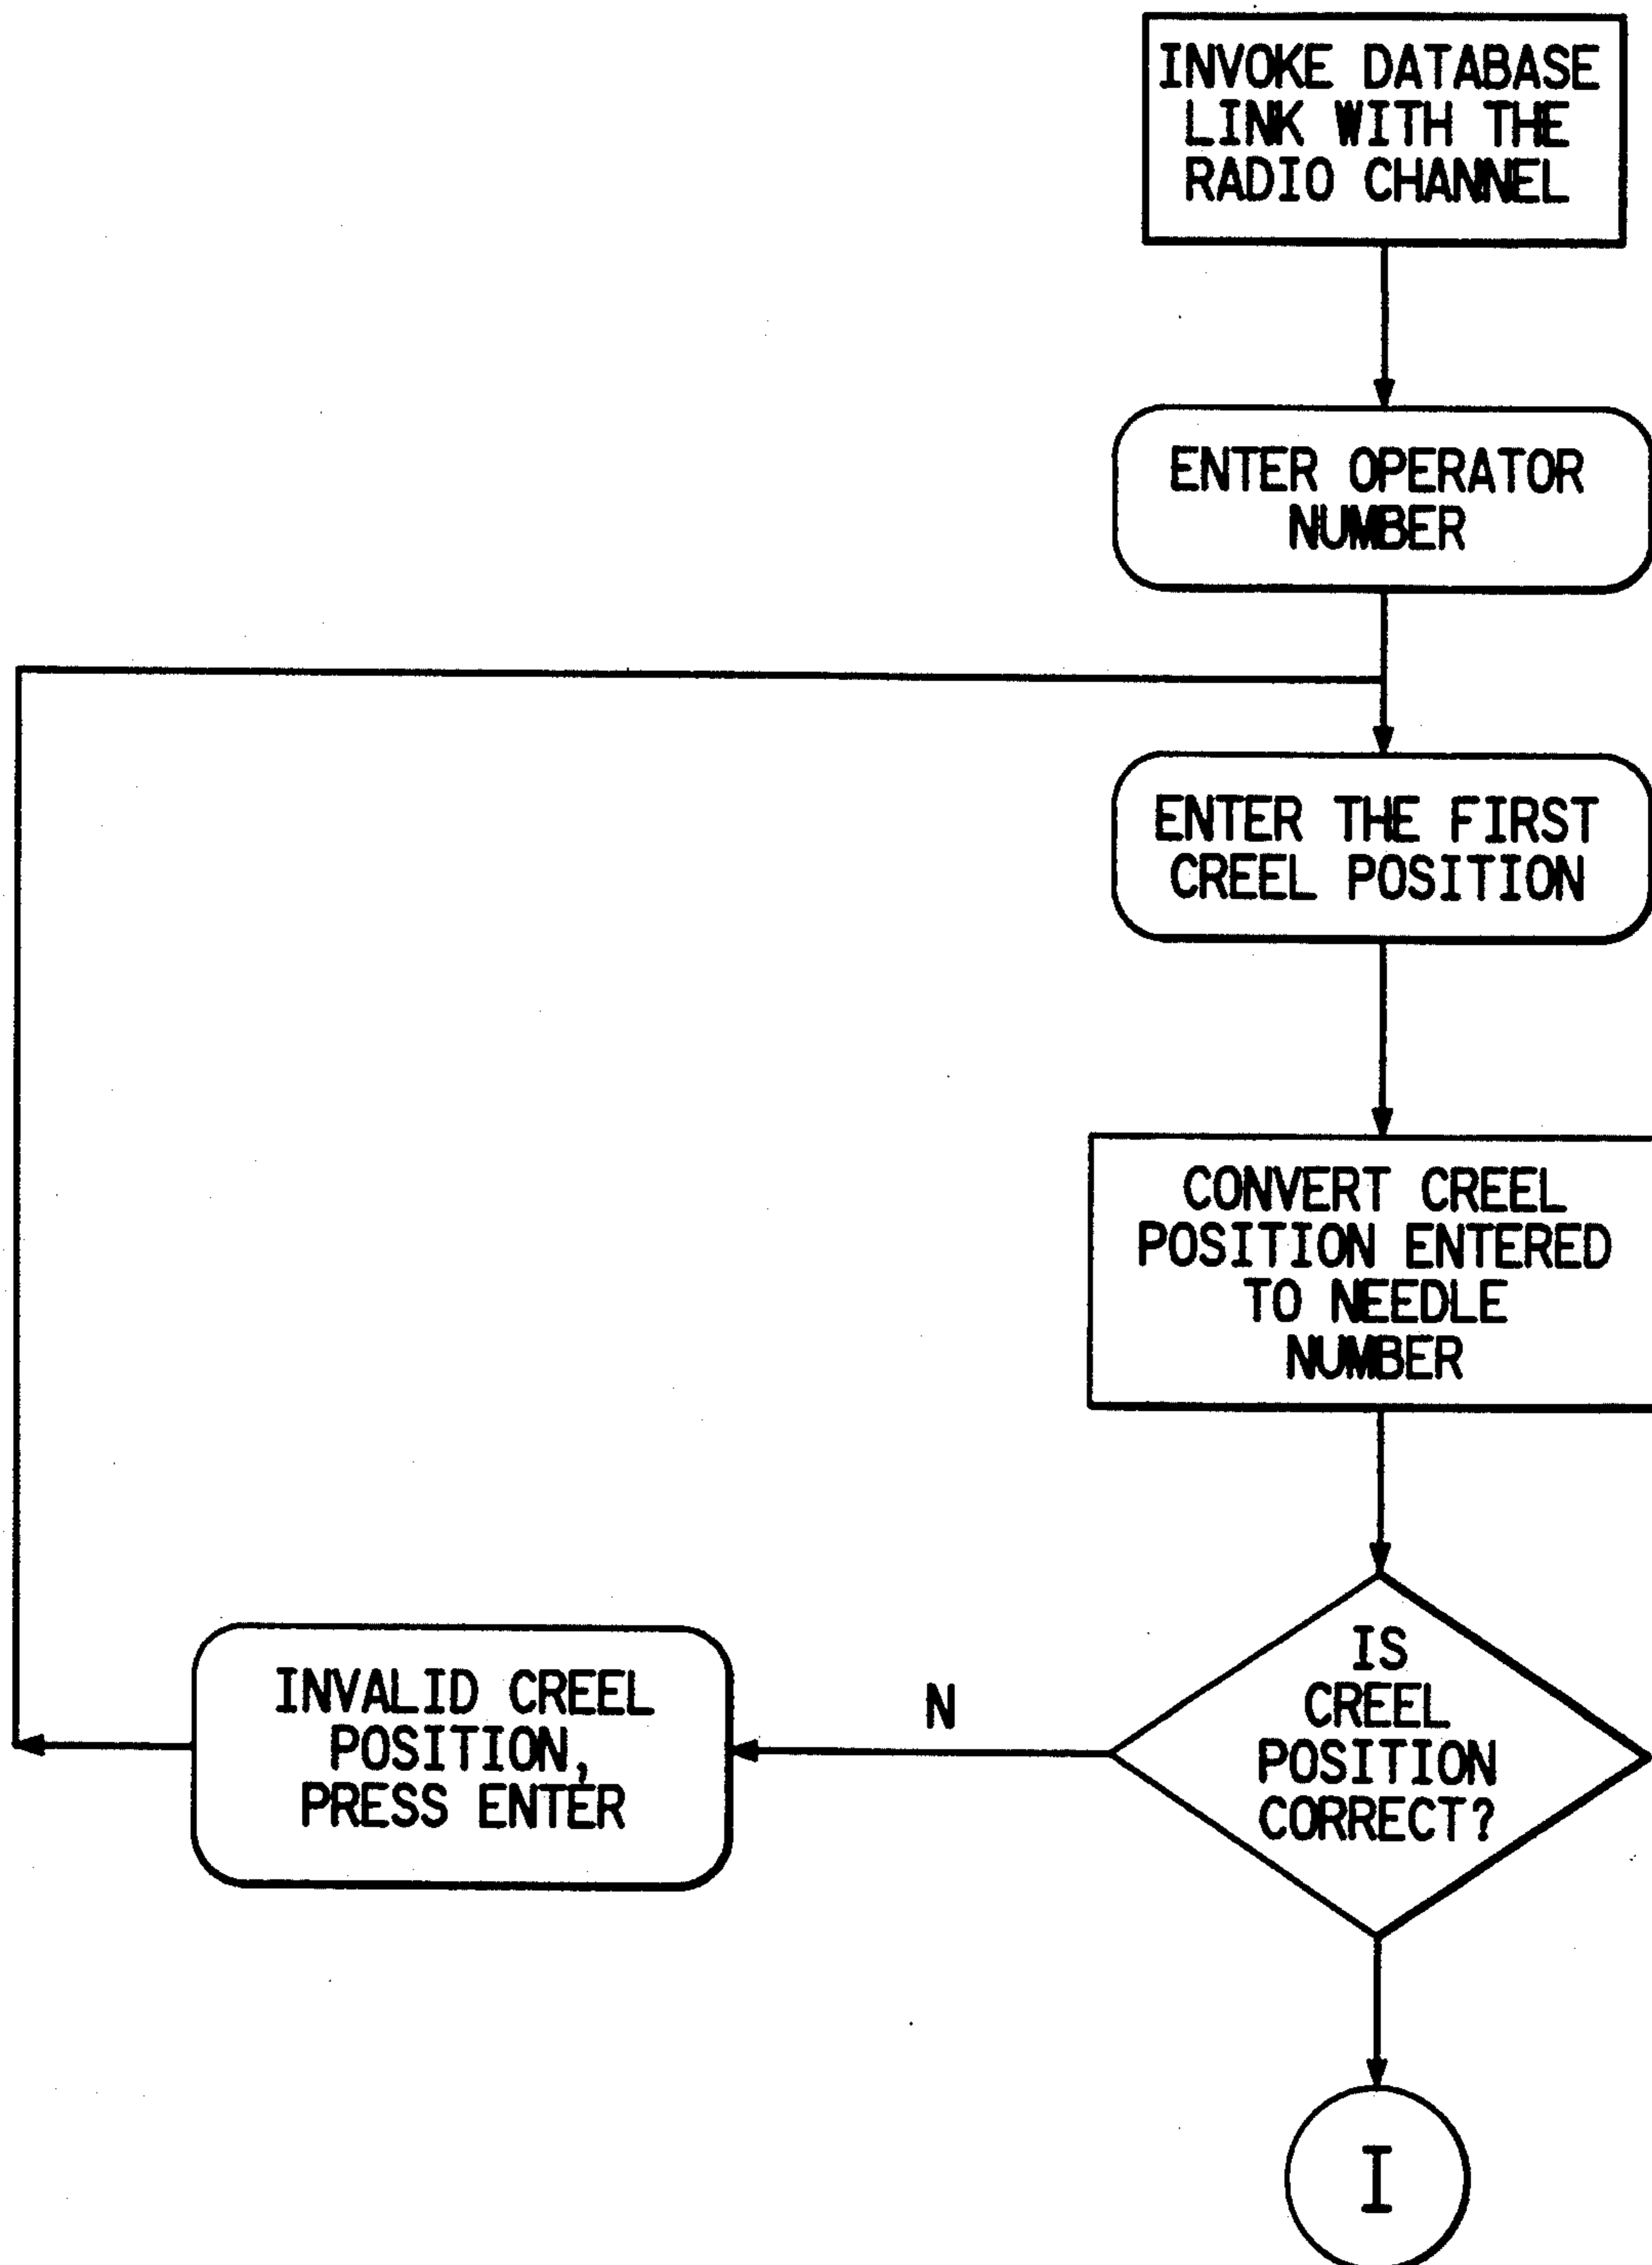 INVOKE DATABASE
LINK WITH THE
RADIO CHANNEL
ENTER OPERATOR
NUMBER
ENTER THE FIRST
CREEL POSITION
CONVERT CREEL
POSITION ENTERED
TO NEEDLE
NUMBER
IS
CREEL
POSITION
CORRECT?
N
INVALID CREEL
POSITION,
PRESS ENTER
I